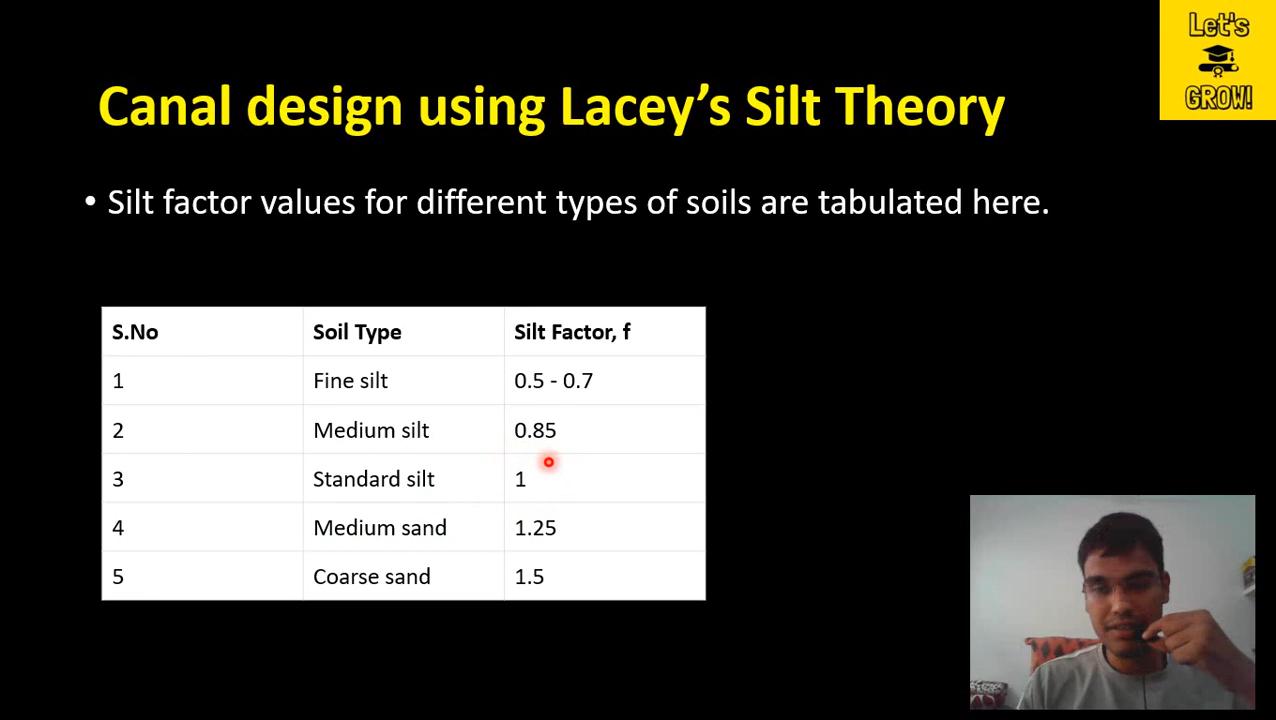 Let's
GROW!
Canal design using Lacey's Silt Theory
• Silt factor values for different types of soils are tabulated here.
S.No Soil Type Silt Factor, f
1 Fine silt 0.5 - 0.7
2 Medium silt 0.85
3 Standard silt 1
4 Medium sand 1.25
5 Coarse sand 1.5